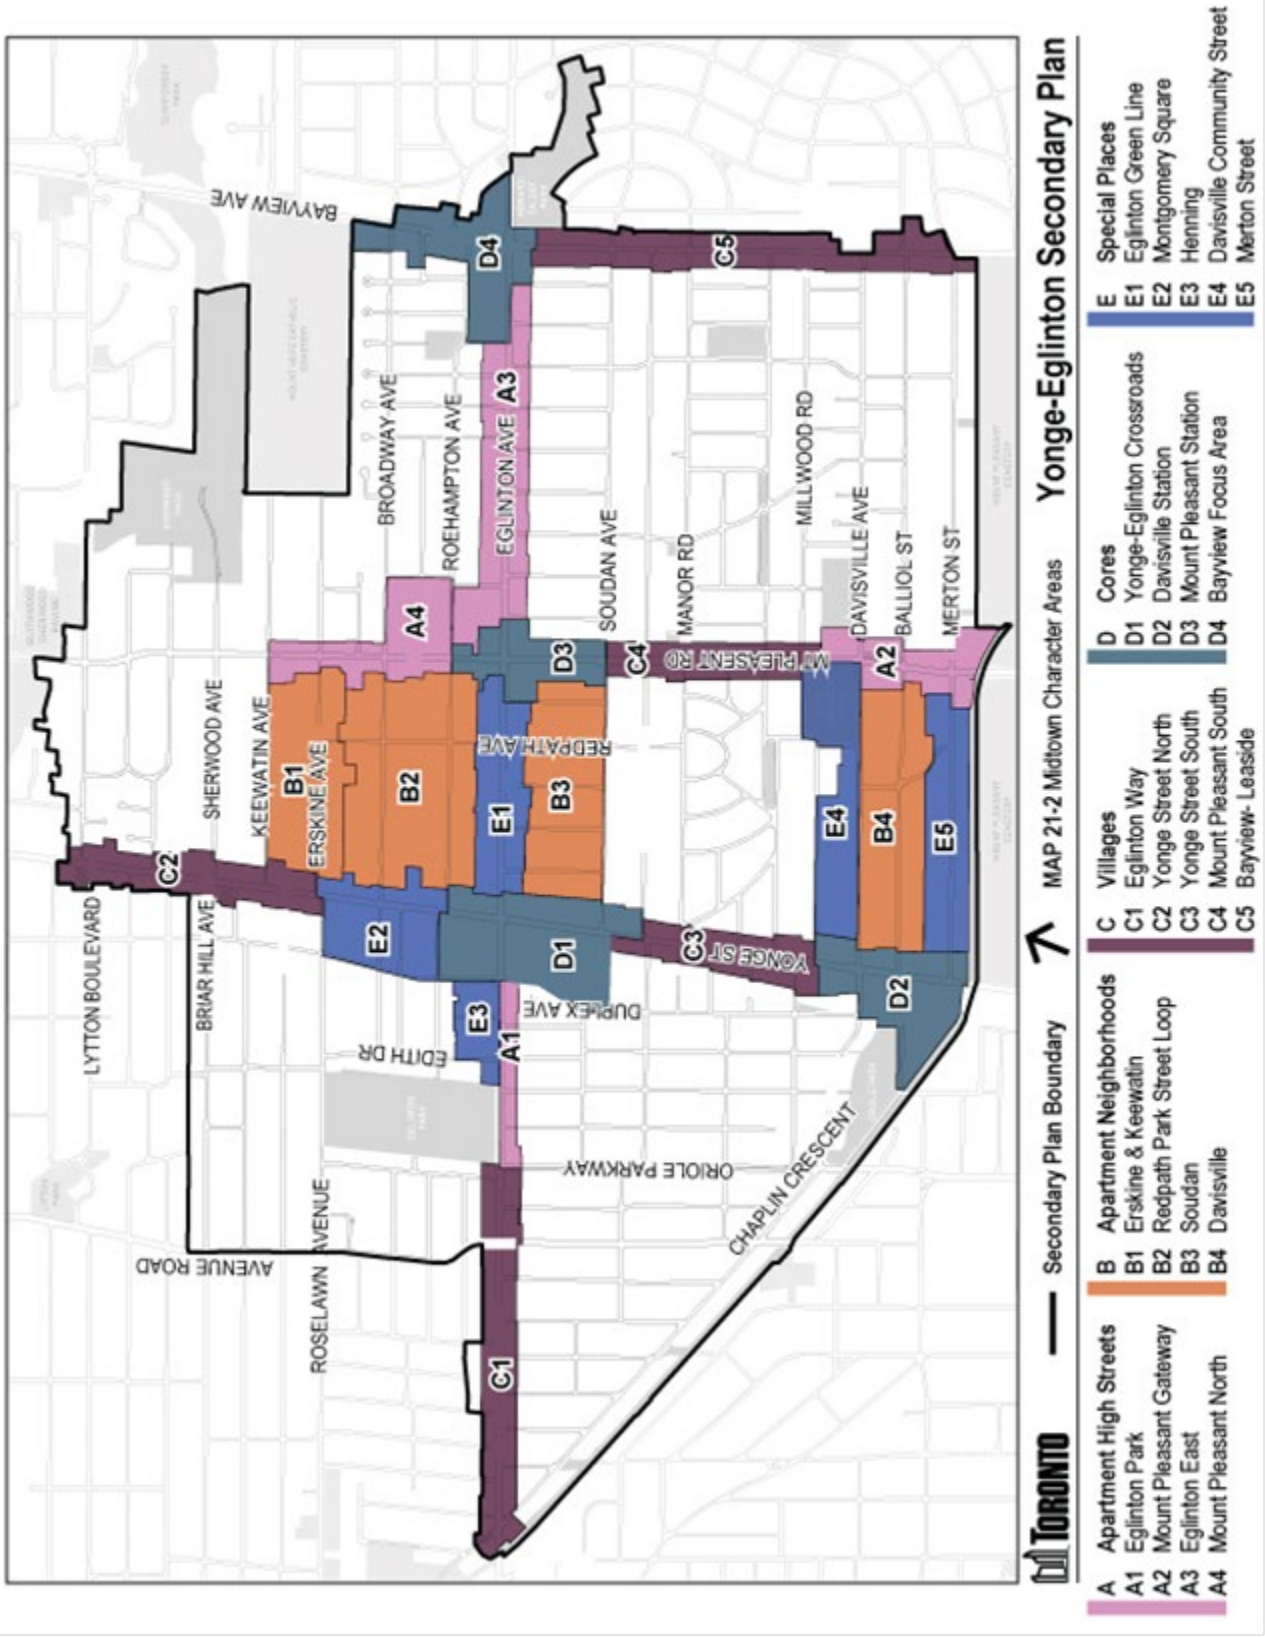 LYTTON BOULEVARD
C2
SHERWOOD AVE
BRIAR HILL AVE
BAYVIEW AVE
KEEWATIN AVE
B1
ERSKINE AVE
AVENUE ROAD
ROSELAWN AVENUE
EDITH DR
E2
B2
A4
BROADWAY AVE
ROEHAMPTON AVE
D4
C1
A1
E3
DUPLEX AVE
E1
REDPATH AVE
EGLINTON AVE
A3
D1
B3
D3
SOUDAN AVE
ORIOLE PARKWAY
C3
YONGE ST
C4
MT PLEASENT RD
MANOR RD
C5
CHAPLIN CRESCENT
MILLWOOD RD
E4
DAVISVILLE AVE
D2
B4
A2
BALLIOL ST
E5
MERTON ST
TORONTO
Secondary Plan Boundary
MAP 21-2 Midtown Character Areas
Yonge-Eglinton Secondary Plan
A Apartment High Streets
A1 Eglinton Park
A2 Mount Pleasant Gateway
A3 Eglinton East
A4 Mount Pleasant North
B Apartment Neighborhoods
B1 Erskine & Keewatin
B2 Redpath Park Street Loop
B3 Soudan
B4 Davisville
C Villages
C1 Eglinton Way
C2 Yonge Street North
C3 Yonge Street South
C4 Mount Pleasant South
C5 Bayview- Leaside
D Cores
D1 Yonge-Eglinton Crossroads
D2 Davisville Station
D3 Mount Pleasant Station
D4 Bayview Focus Area
E Special Places
E1 Eglinton Green Line
E2 Montgomery Square
E3 Henning
E4 Davisville Community Street
E5 Merton Street